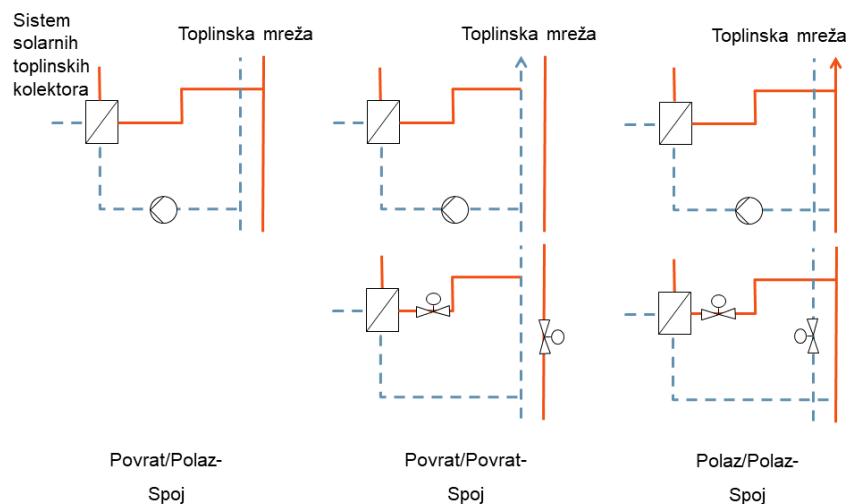 Sistem
solarnih
toplinskih
kolektora
Toplinska mreža
Toplinska mreža
Toplinska mreža
Povrat/Polaz-
Spoj
Povrat/Povrat-
Spoj
Polaz/Polaz-
Spoj